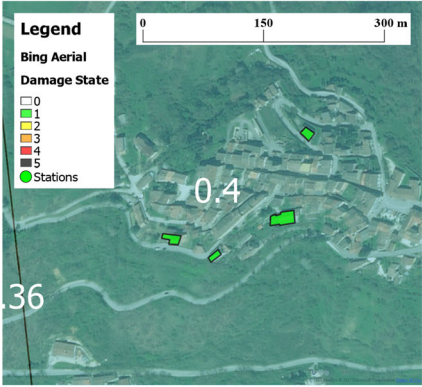 Legend
Bing Aerial
Damage State
0
1
2
3
4
5
Stations
0 150 300 m
0.4
.36